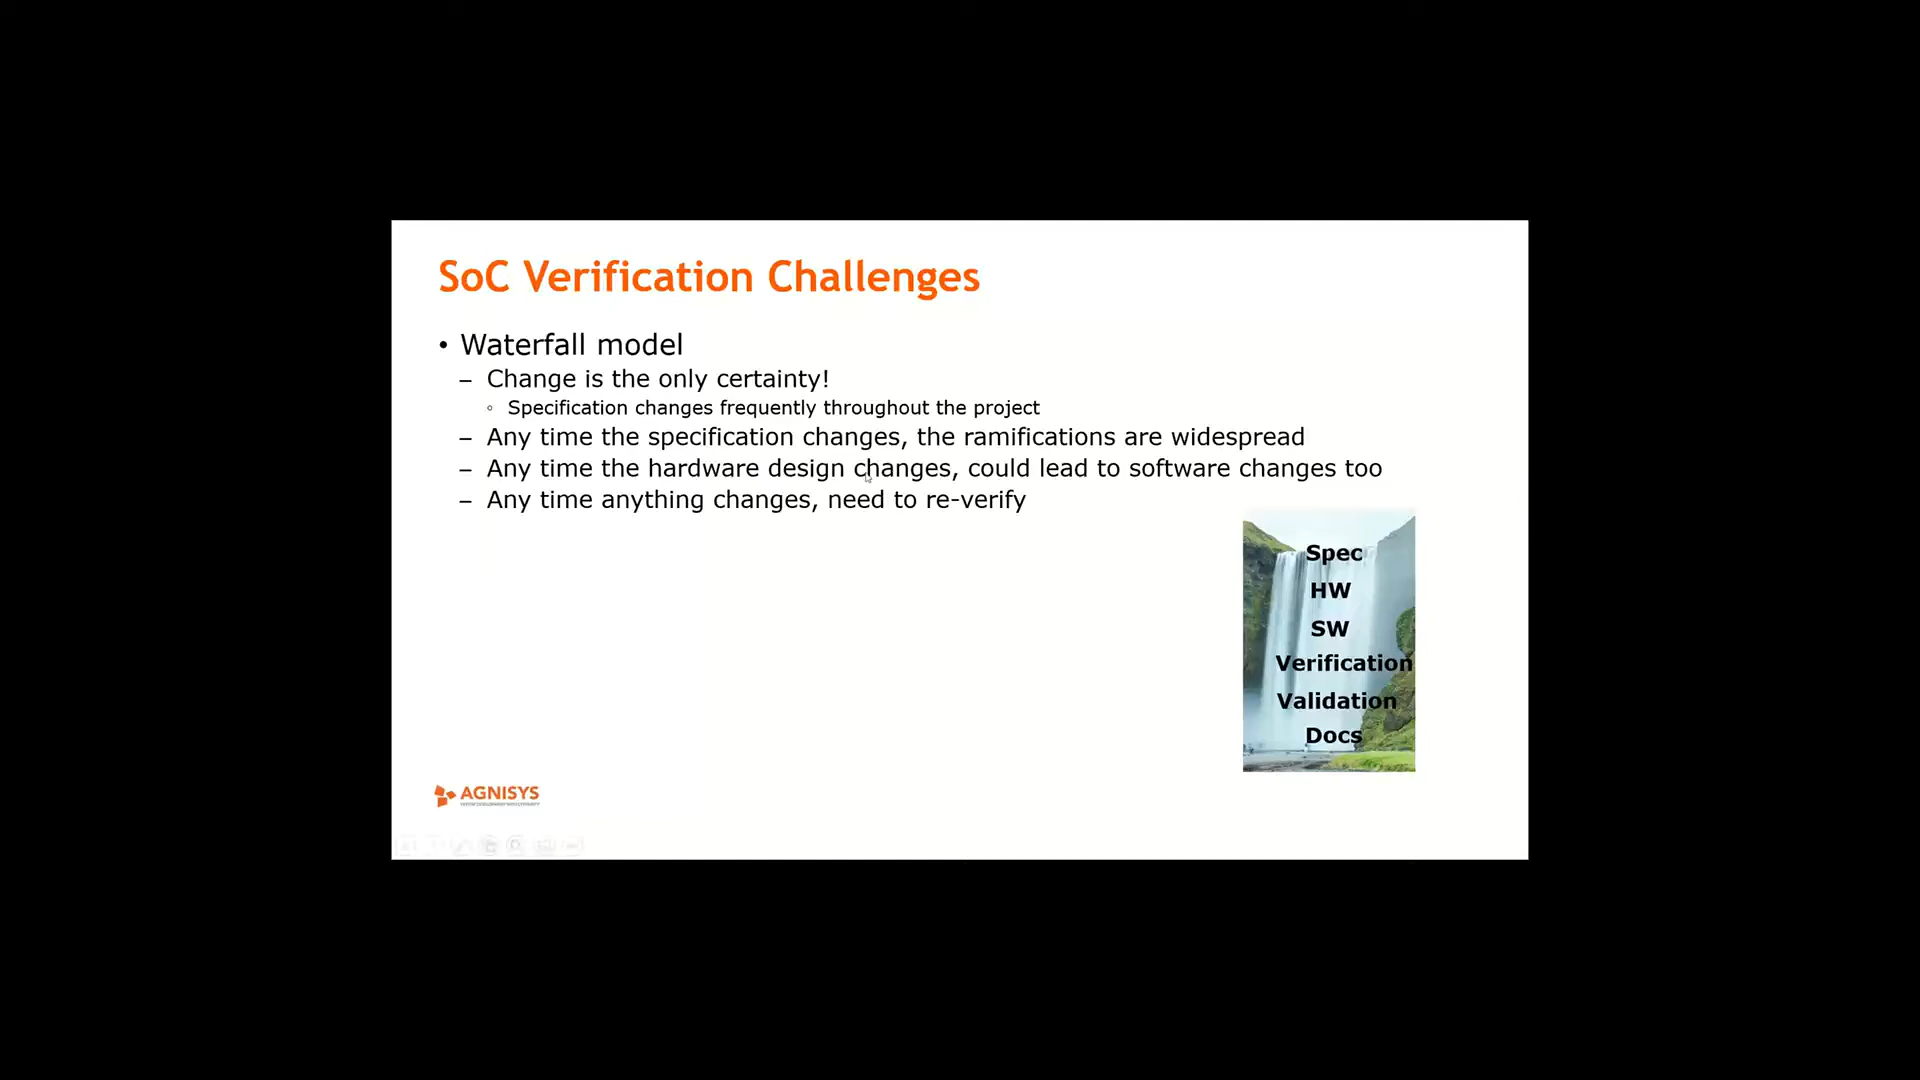 SoC Verification Challenges
• Waterfall model
– Change is the only certainty!
◦ Specification changes frequently throughout the project
– Any time the specification changes, the ramifications are widespread
– Any time the hardware design changes, could lead to software changes too
– Any time anything changes, need to re-verify
Spec
HW
SW
Verification
Validation
Docs
AGNISYS